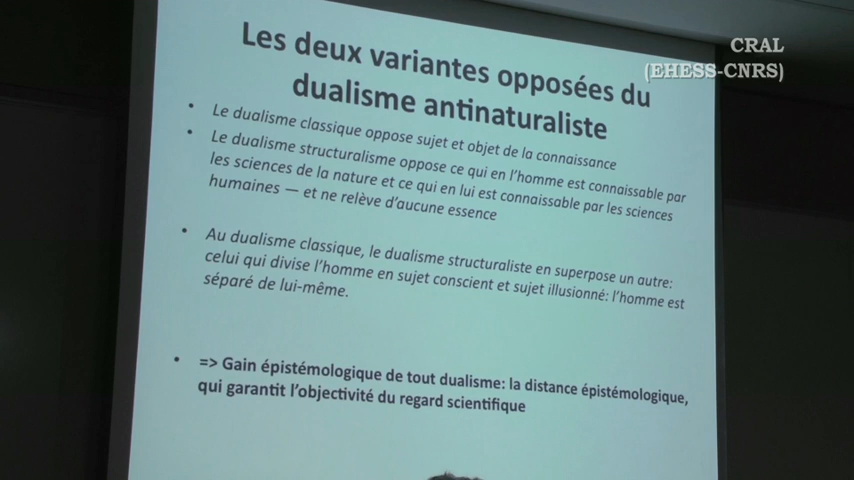 CRAL
(EHESS-CNRS)
Les deux variantes opposées du
dualisme antinaturaliste
• Le dualisme classique oppose sujet et objet de la connaissance
• Le dualisme structuralisme oppose ce qui en l'homme est connaissable par
les sciences de la nature et ce qui en lui est connaissable par les sciences
humaines — et ne relève d'aucune essence
• Au dualisme classique, le dualisme structuraliste en superpose un autre:
celui qui divise l'homme en sujet conscient et sujet illusionné: l'homme est
séparé de lui-même.
• => Gain épistémologique de tout dualisme: la distance épistémologique,
qui garantit l'objectivité du regard scientifique